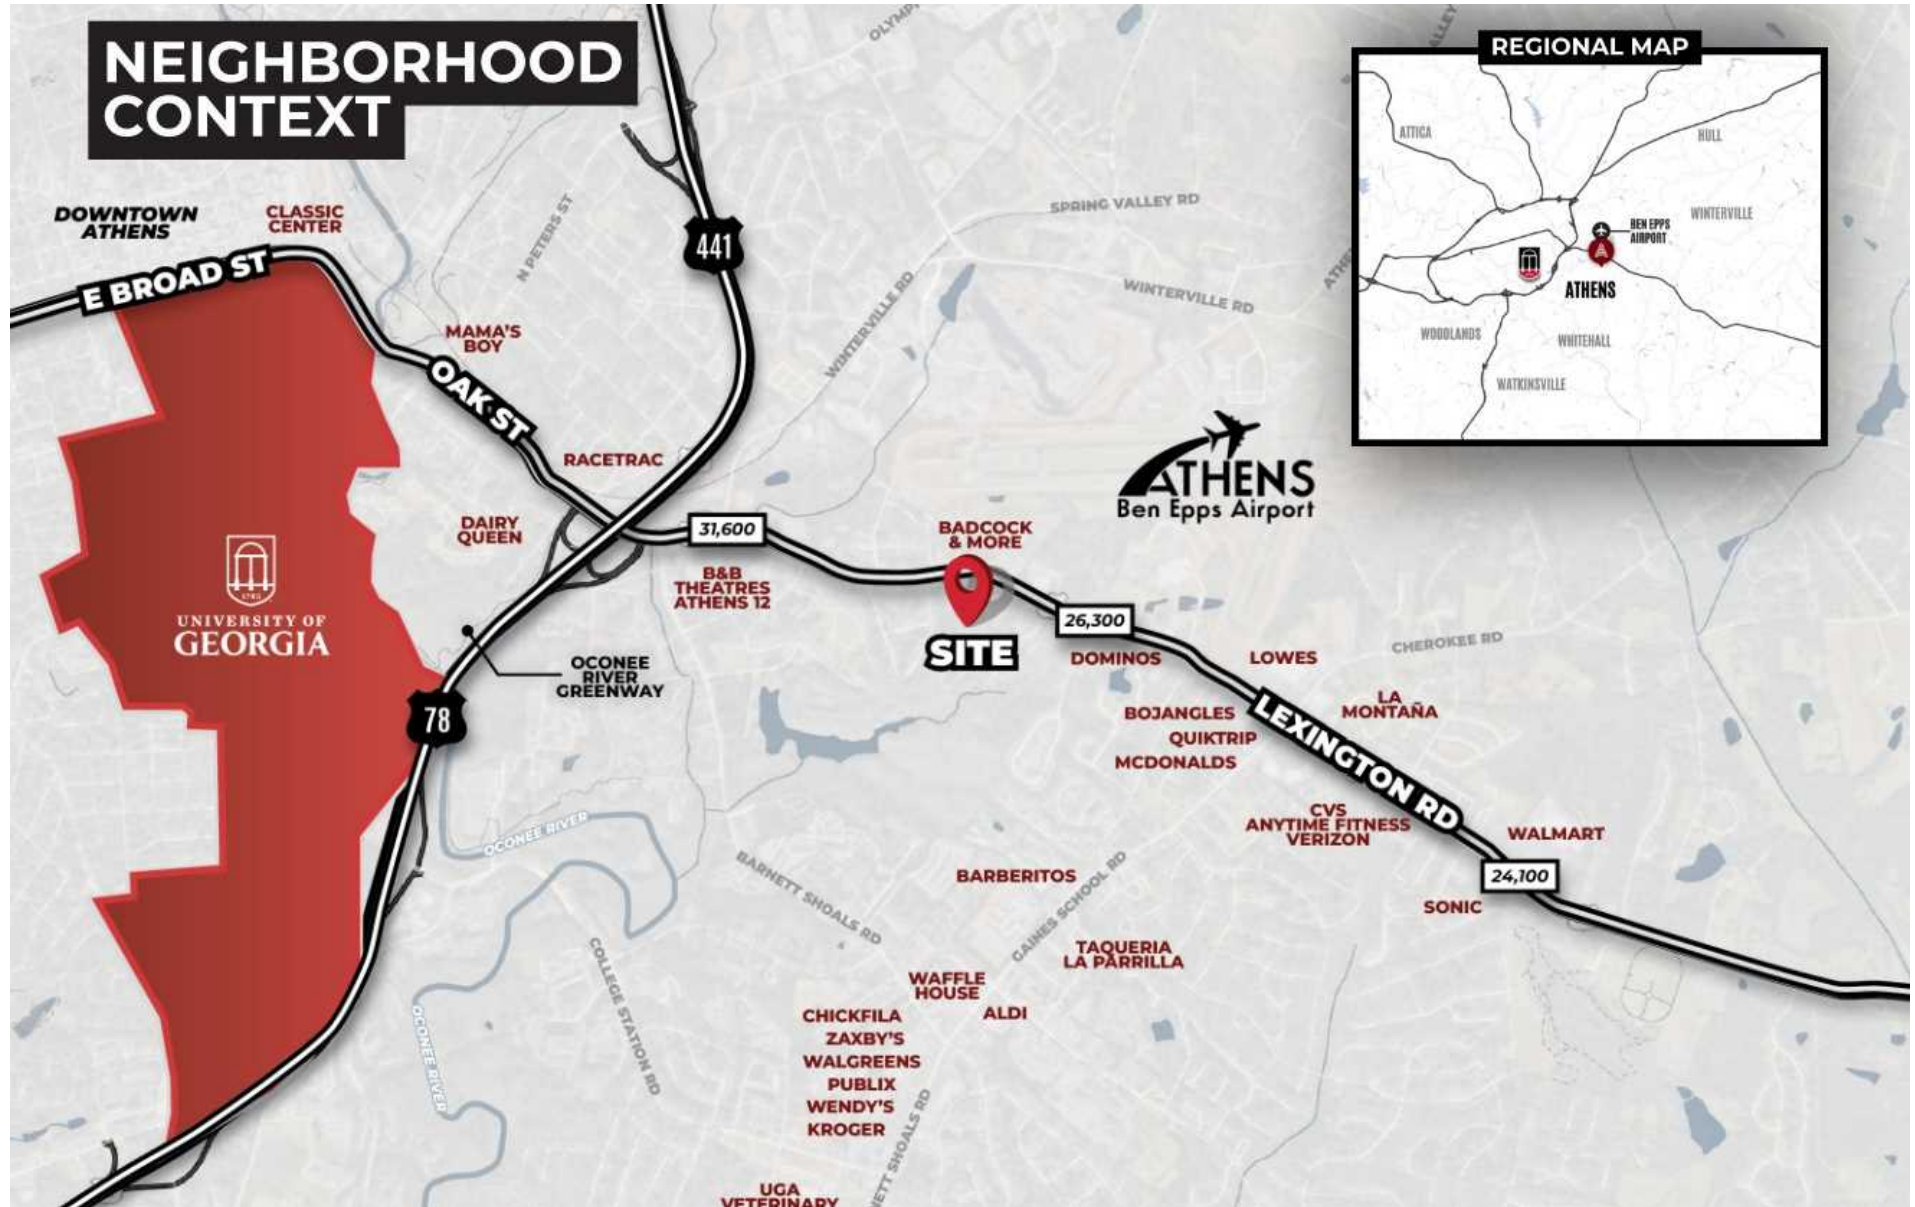 NEIGHBORHOOD
CONTEXT
REGIONAL MAP
ATTICA
HULL
WINTERVILLE
BEN EPPS
AIRPORT
ATHENS
WOODLANDS
WHITEHALL
WATKINSVILLE
DOWNTOWN
ATHENS
CLASSIC
CENTER
E BROAD ST
N PETERS ST
441
SPRING VALLEY RD
WINTERVILLE RD
WINTERVILLE RD
MAMA'S
BOY
OAK ST
RACETRAC
ATHENS
Ben Epps Airport
DAIRY
QUEEN
31,600
BADCOCK
& MORE
B&B
THEATRES
ATHENS 12
1785
UNIVERSITY OF
GEORGIA
SITE
26,300
OCONEE
RIVER
GREENWAY
78
DOMINOS
LOWES
CHEROKEE RD
LA
MONTAÑA
BOJANGLES
QUIKTRIP
MCDONALDS
LEXINGTON RD
CVS
ANYTIME FITNESS
VERIZON
WALMART
24,100
SONIC
OCONEE RIVER
BARNETT SHOALS RD
BARBERITOS
GAINES SCHOOL RD
TAQUERIA
LA PARRILLA
WAFFLE
HOUSE
ALDI
COLLEGE STATION RD
OCONEE RIVER
CHICKFILA
ZAXBY'S
WALGREENS
PUBLIX
WENDY'S
KROGER
NETT SHOALS RD
UGA
VETERINARY